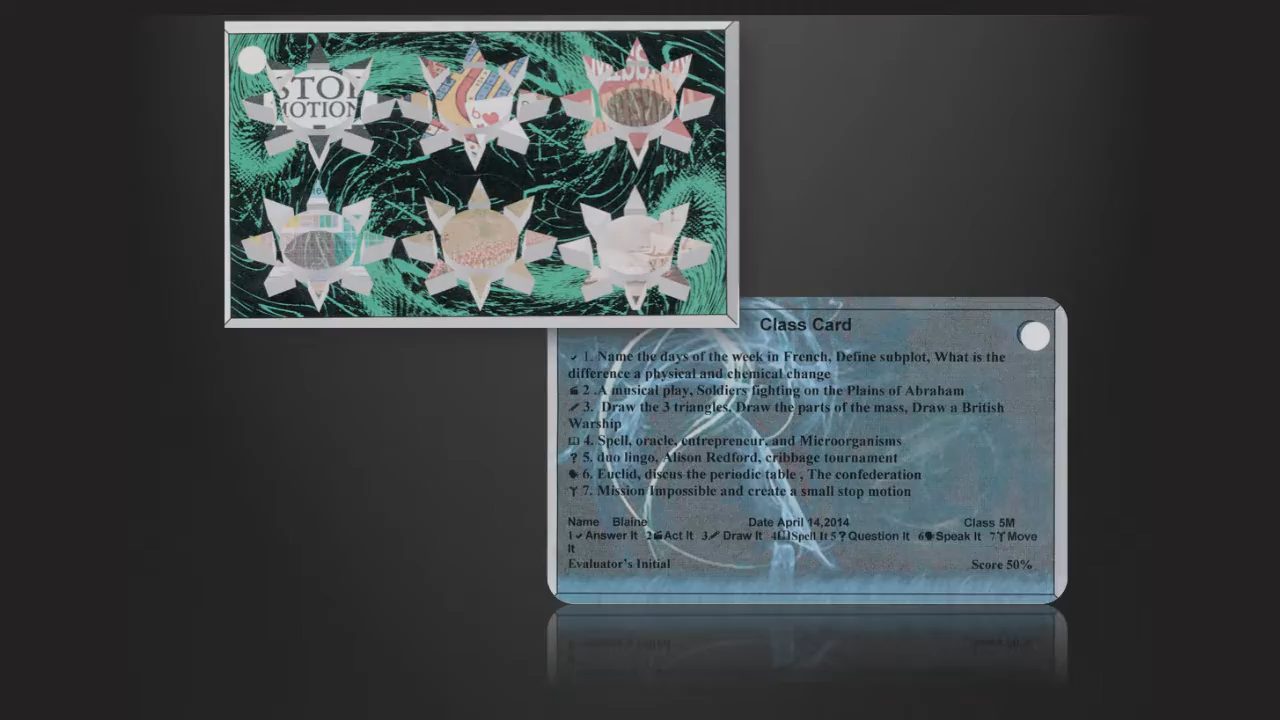 STOP
MOTION
Class Card
1. Name the days of the week in French, Define subplot, What is the
difference a physical and chemical change
2 .A musical play, Soldiers fighting on the Plains of Abraham
3. Draw the 3 triangles, Draw the parts of the mass, Draw a British
Warship
4. Spell, oracle, entrepreneur, and Microorganisms
5. duo lingo, Alison Redford, cribbage tournament
6. Euclid, discus the periodic table , The confederation
7. Mission Impossible and create a small stop motion
Name Blaine Date April 14,2014 Class 5M
1 Answer It 2 Act It 3 Draw It 4 Spell It 5 ? Question It 6 Speak It 7 Move
It
Evaluator's Initial Score 50%